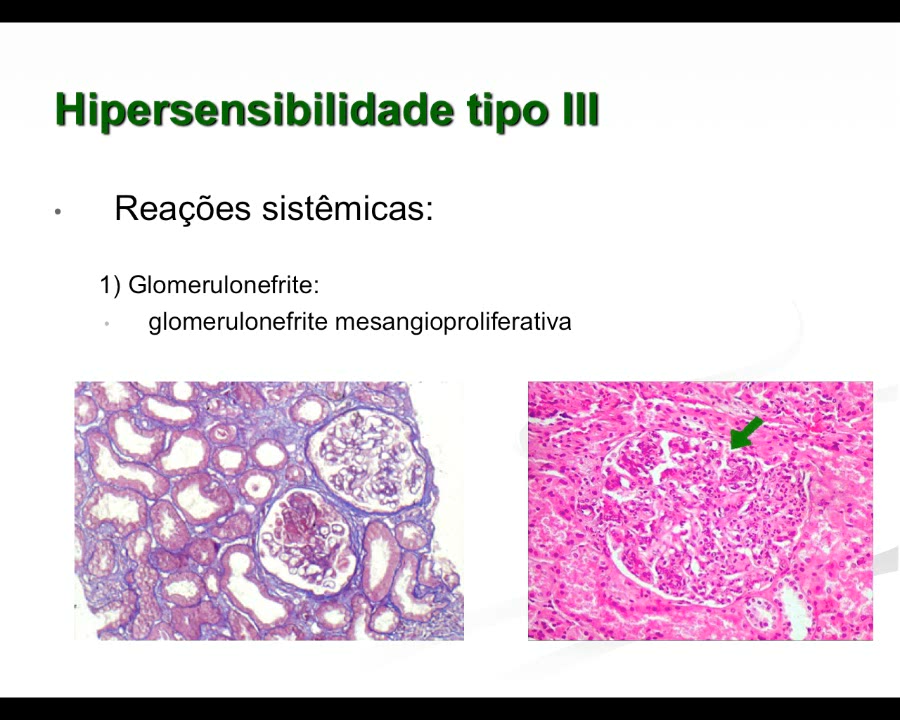 Hipersensibilidade tipo III
• Reações sistêmicas:
1) Glomerulonefrite:
• glomerulonefrite mesangioproliferativa